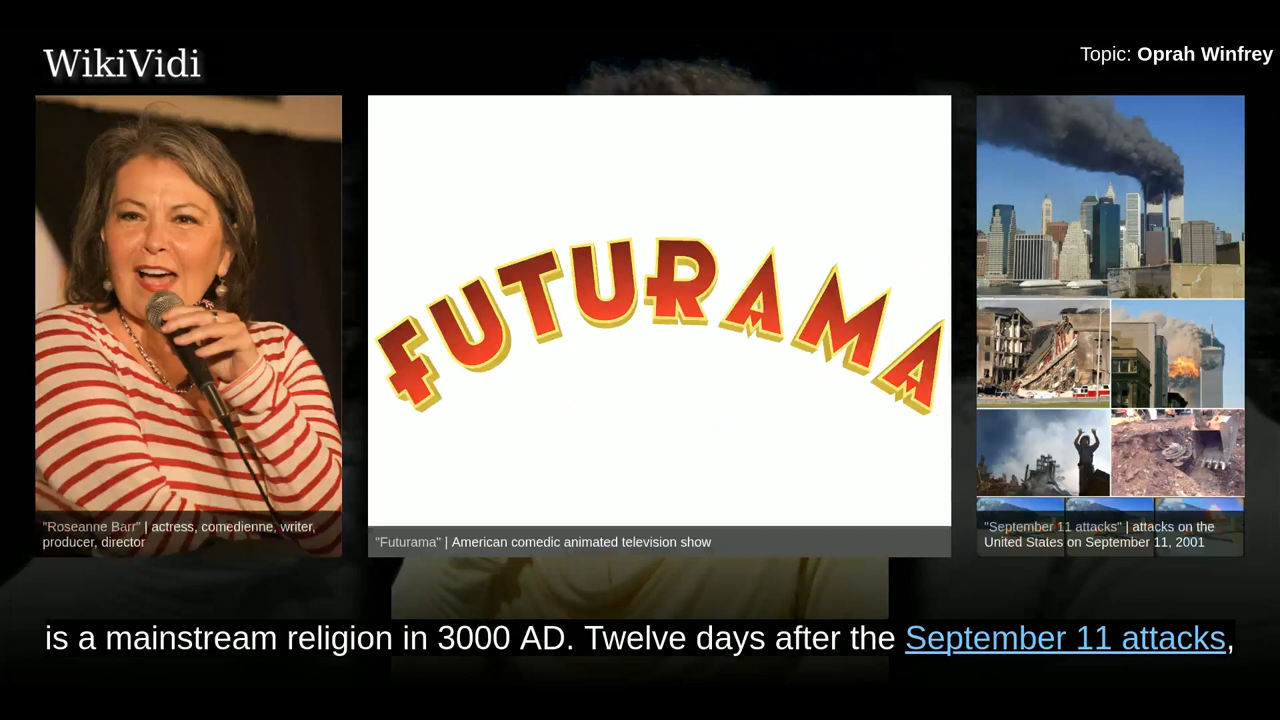 WikiVidi
Topic: Oprah Winfrey
FUTURAMA
"Roseanne Barr" | actress, comedienne, writer,
producer, director
"Futurama" | American comedic animated television show
"September 11 attacks" | attacks on the
United States on September 11, 2001
is a mainstream religion in 3000 AD. Twelve days after the September 11 attacks,